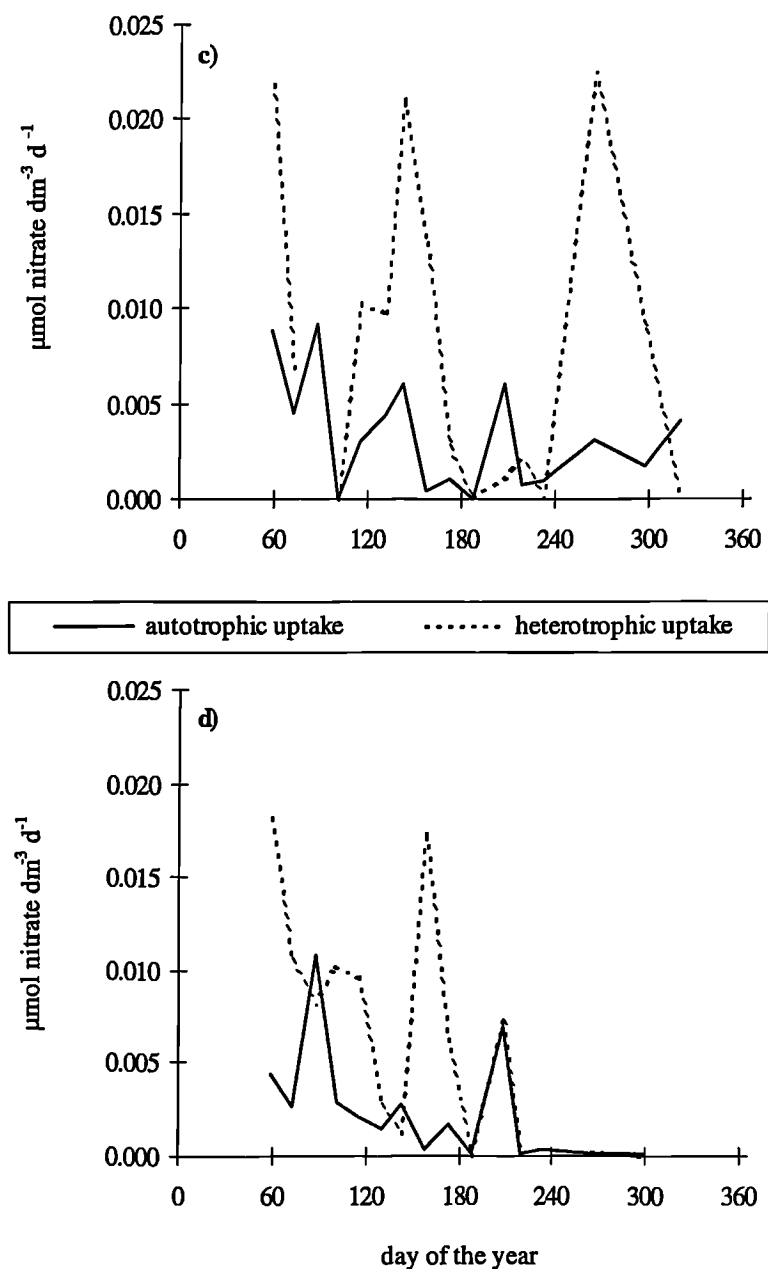 c)
0.025
0.020
0.015
0.010
0.005
0.000
µmol nitrate dm⁻³ d⁻¹
0 60 120 180 240 300 360
autotrophic uptake heterotrophic uptake
d)
0.025
0.020
0.015
0.010
0.005
0.000
µmol nitrate dm⁻³ d⁻¹
0 60 120 180 240 300 360
day of the year